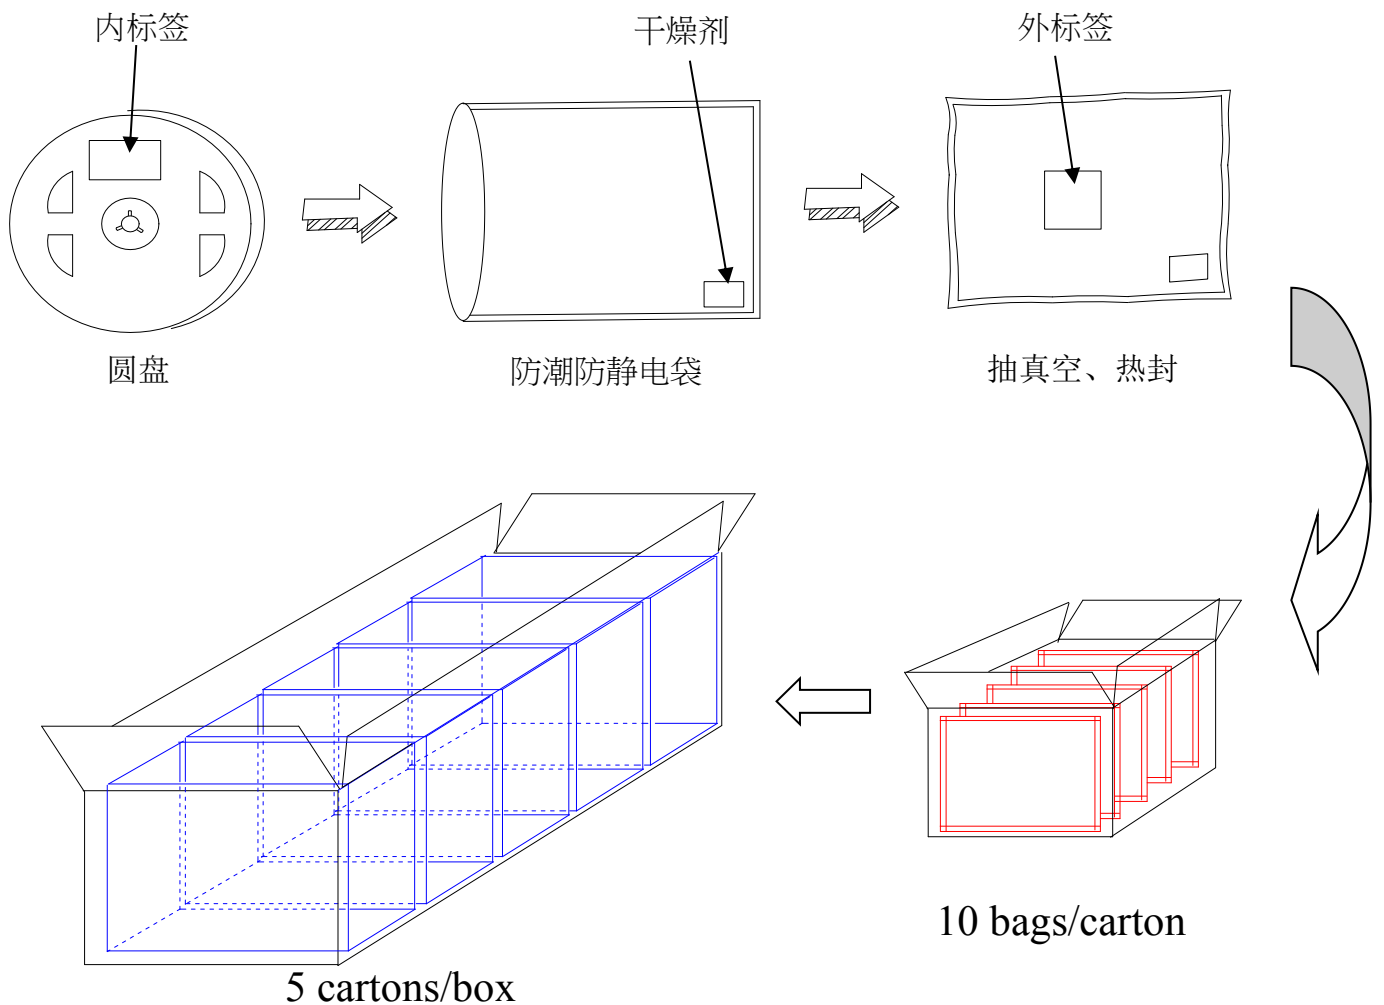 内标签
干燥剂
外标签
圆盘
防潮防静电袋
抽真空、热封
10 bags/carton
5 cartons/box